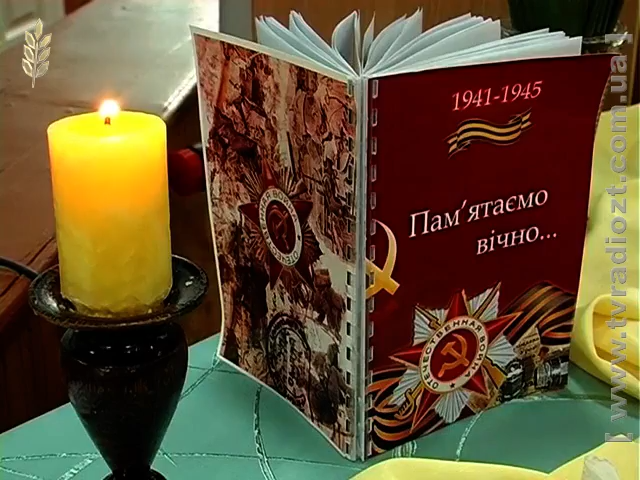 1941-1945
Пам'ятаємо
вічно...
ОТЕЧЕСТВЕННАЯ ВОЙНА
[ www.tvradiozt.com.ua ]